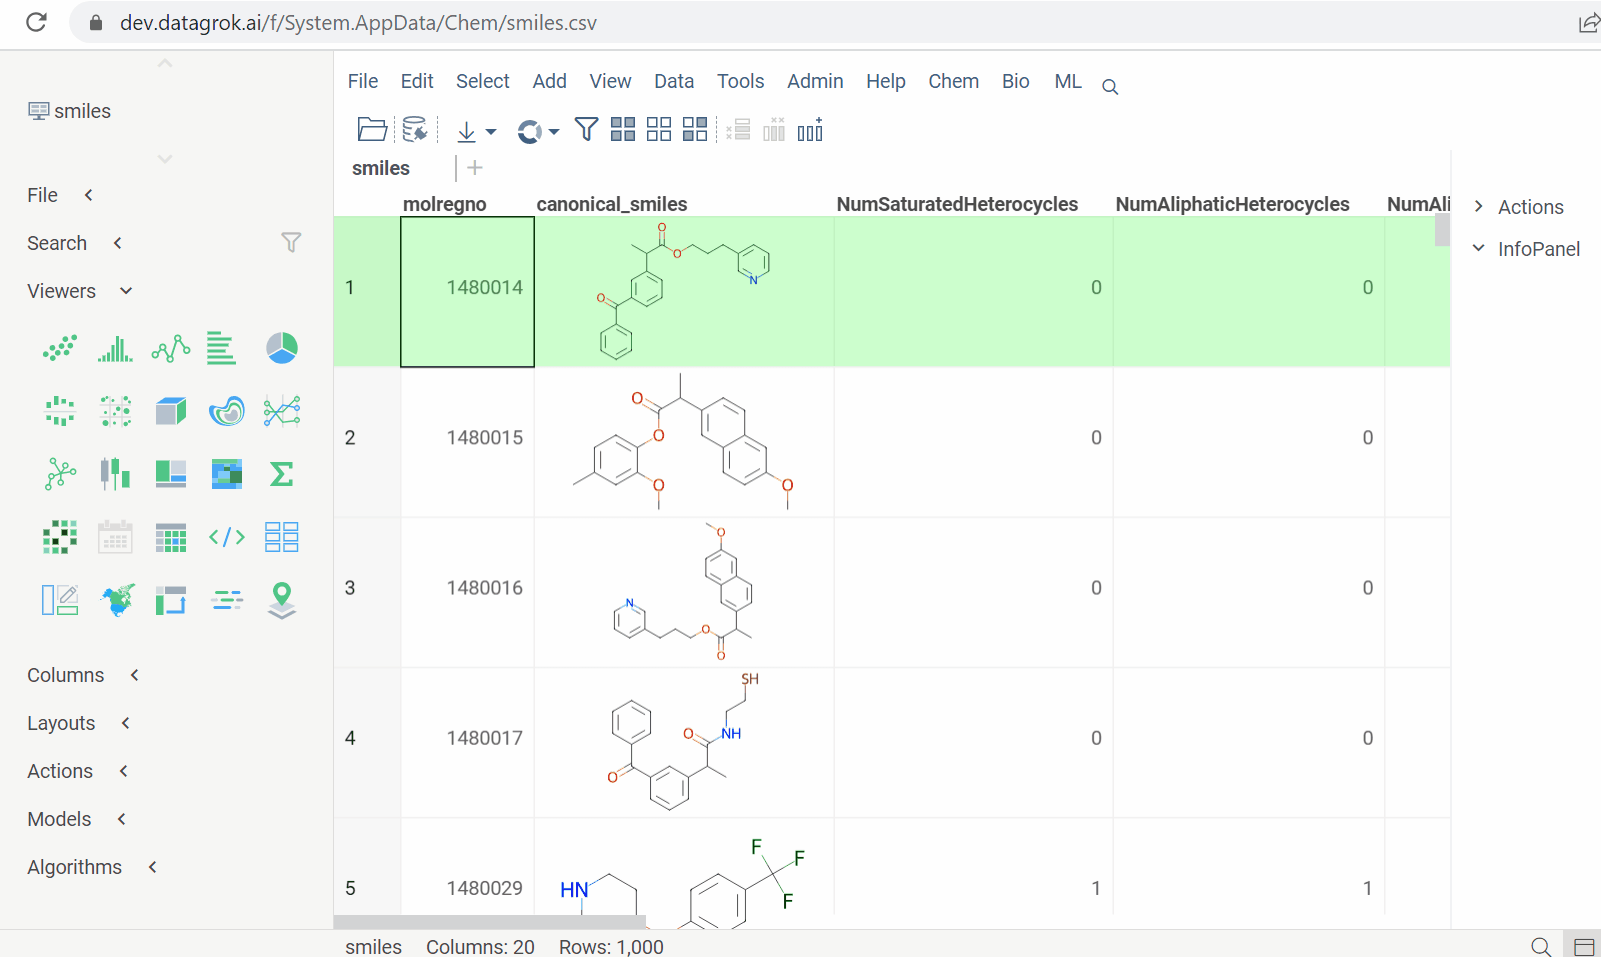 dev.datagrok.ai/f/System.AppData/Chem/smiles.csv
smiles
File
Search
Viewers
Columns
Layouts
Actions
Models
Algorithms
File Edit Select Add View Data Tools Admin Help Chem Bio ML
smiles +
molregno canonical_smiles NumSaturatedHeterocycles NumAliphaticHeterocycles NumAli
1 1480014 O O N O 0 0
2 1480015 O O O O 0 0
3 1480016 O N O O 0 0
4 1480017 SH O NH O 0 0
5 1480029 HN F F F 1 1
Actions
InfoPanel
smiles Columns: 20 Rows: 1,000